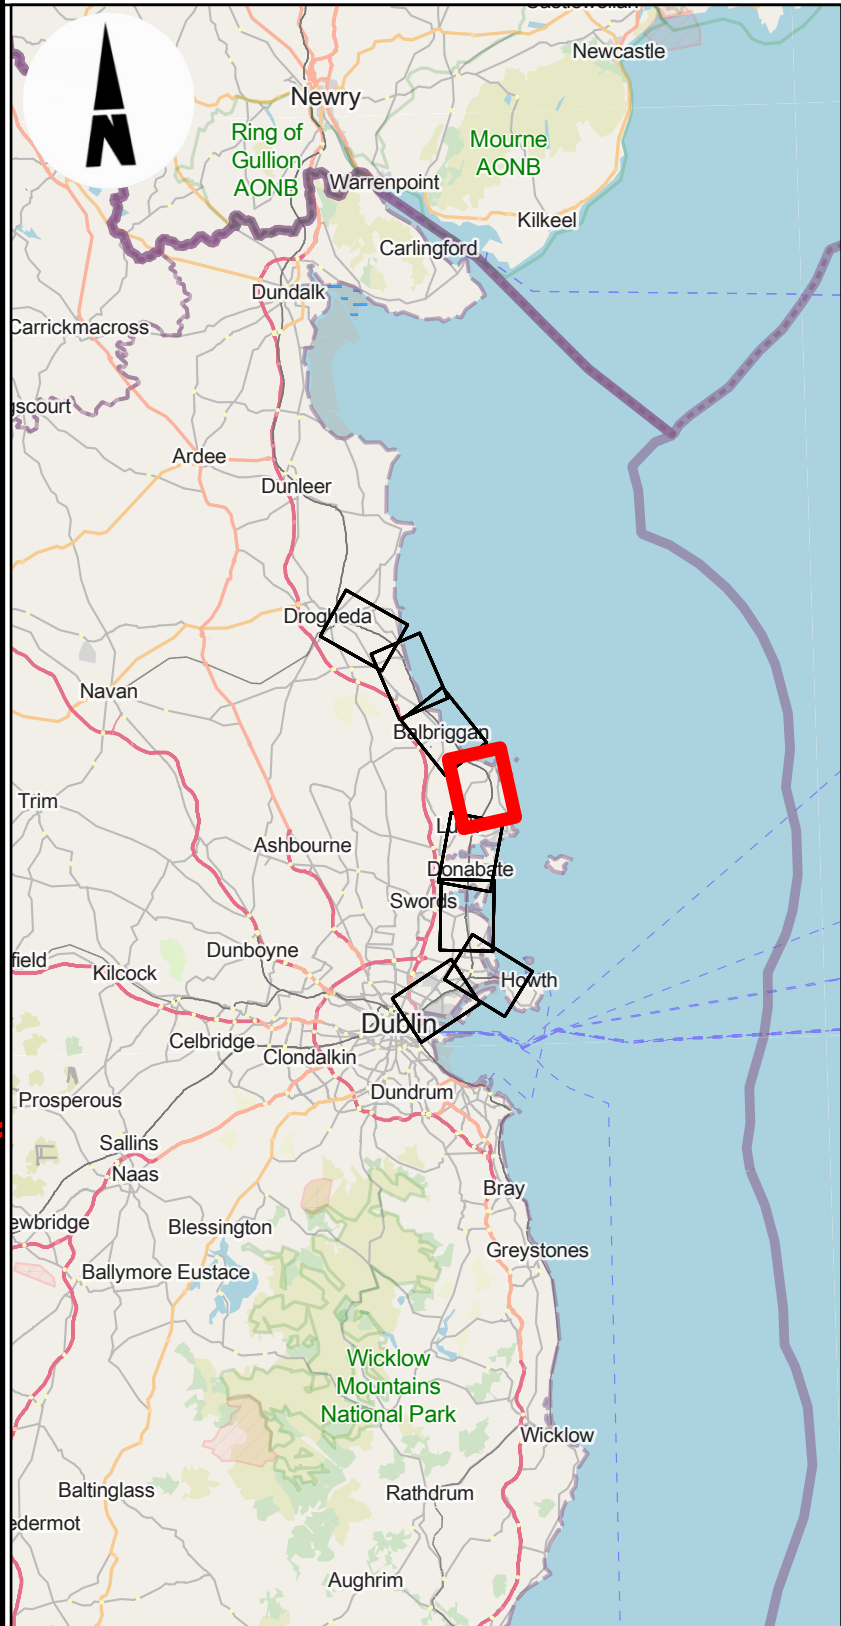 Newcastle
Newry
Ring of
Gullion
AONB
Mourne
AONB
Warrenpoint
Kilkeel
Carlingford
Dundalk
Carrickmacross
gscourt
Ardee
Dunleer
Drogheda
Navan
Balbriggan
Trim
Ashbourne
Donabate
Swords
Dunboyne
field
Kilcock
Howth
Dublin
Celbridge
Clondalkin
Dundrum
Prosperous
Sallins
Naas
Bray
ewbridge
Blessington
Greystones
Ballymore Eustace
Wicklow
Mountains
National Park
Wicklow
Baltinglass
Rathdrum
edermot
Aughrim
N